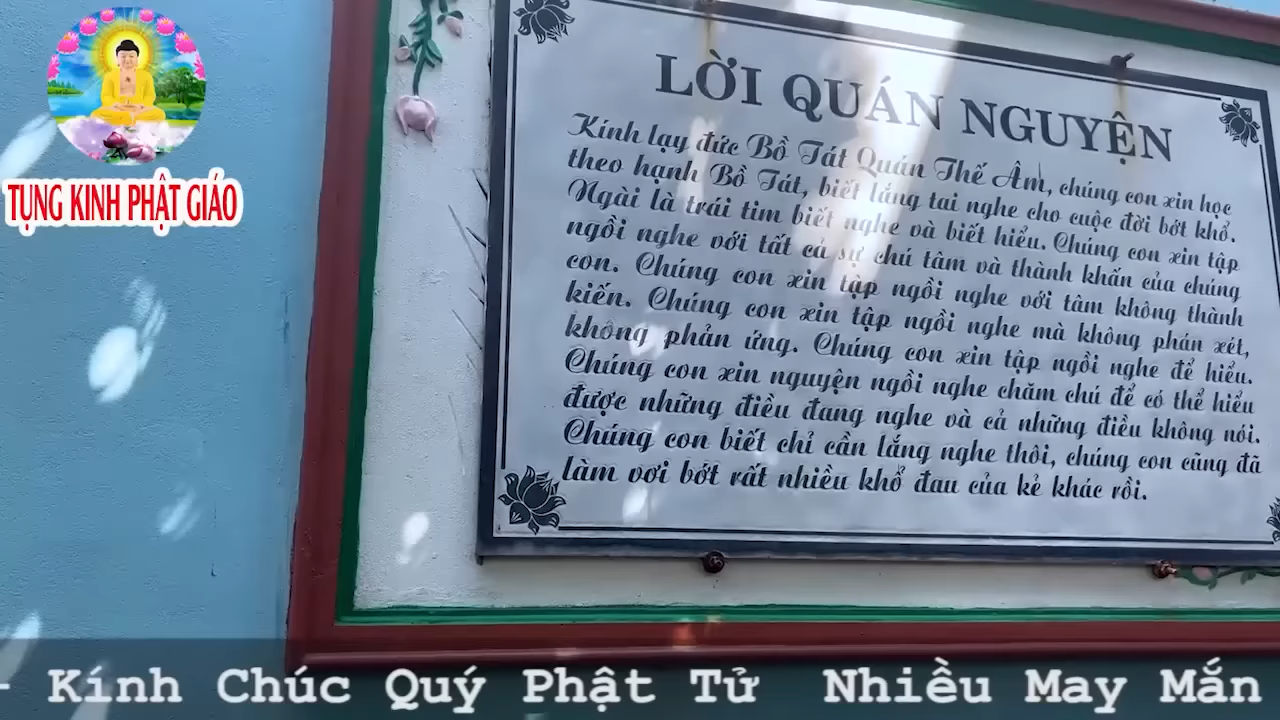 TỤNG KINH PHẬT GIÁO
LỜI QUÁN NGUYỆN
Kính lạy đức Bồ Tát Quán Thế Âm, chúng con xin học
theo hạnh Bồ Tát, biết lắng tai nghe cho cuộc đời bớt khổ.
Ngài là trái tim biết nghe và biết hiểu. Chúng con xin tập
ngồi nghe với tất cả sự chú tâm và thành khẩn của chúng
con. Chúng con xin tập ngồi nghe với tâm không thành
kiến. Chúng con xin tập ngồi nghe mà không phán xét,
không phản ứng. Chúng con xin tập ngồi nghe để hiểu.
Chúng con xin nguyện ngồi nghe chăm chú để có thể hiểu
được những điều đang nghe và cả những điều không nói.
Chúng con biết chỉ cần lắng nghe thôi, chúng con cũng đã
làm vơi bớt rất nhiều khổ đau của kẻ khác rồi.
- Kính Chúc Quý Phật Tử Nhiều May Mắn